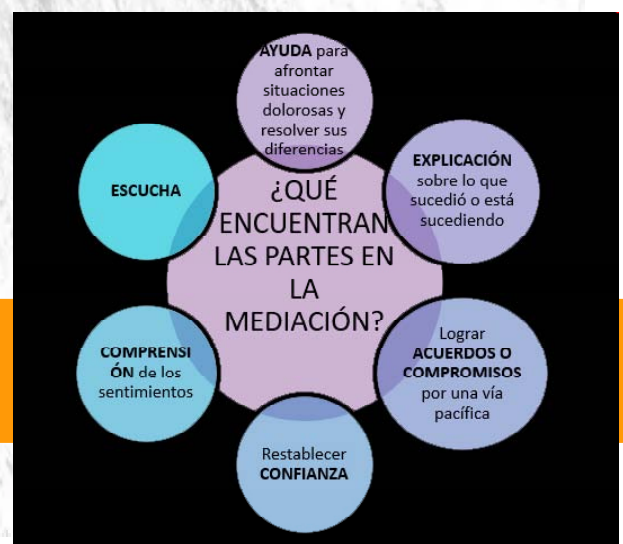 AYUDA para
afrontar
situaciones
dolorosas y
resolver sus
diferencias
EXPLICACIÓN
sobre lo que
sucedió o está
sucediendo
ESCUCHA
¿QUÉ
ENCUENTRAN
LAS PARTES EN
LA
MEDIACIÓN?
Lograr
ACUERDOS O
COMPROMISOS
por una vía
pacífica
COMPRENSI
ÓN de los
sentimientos
Restablecer
CONFIANZA